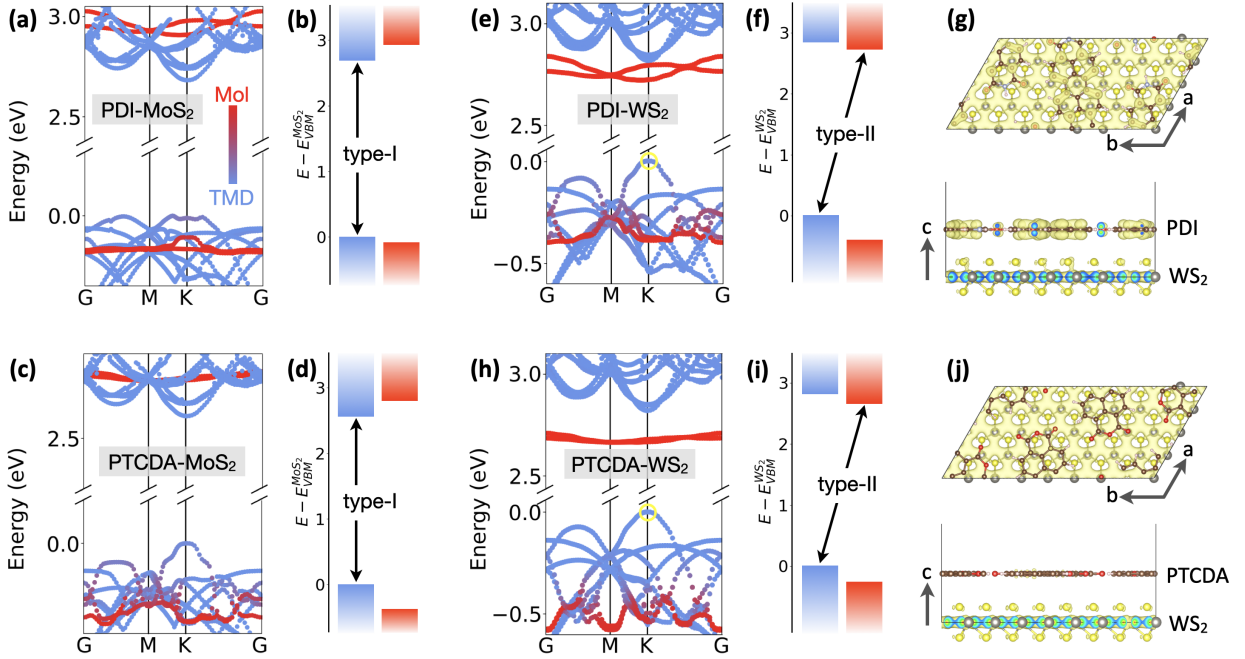 (a)
3.0
2.5
0.0
Energy (eV)
PDI-MoS₂
Mol
TMD
G M K G
(b)
3
2
1
0
E − E_VBM^MoS₂
type-I
(e)
3.0
2.5
0.0
−0.5
Energy (eV)
PDI-WS₂
G M K G
(f)
3
2
1
0
E − E_VBM^WS₂
type-II
(g)
a
b
c
PDI
WS₂
(c)
2.5
0.0
Energy (eV)
PTCDA-MoS₂
G M K G
(d)
3
2
1
0
E − E_VBM^MoS₂
type-I
(h)
3.0
2.5
0.0
−0.5
Energy (eV)
PTCDA-WS₂
G M K G
(i)
3
2
1
0
E − E_VBM^WS₂
type-II
(j)
a
b
c
PTCDA
WS₂